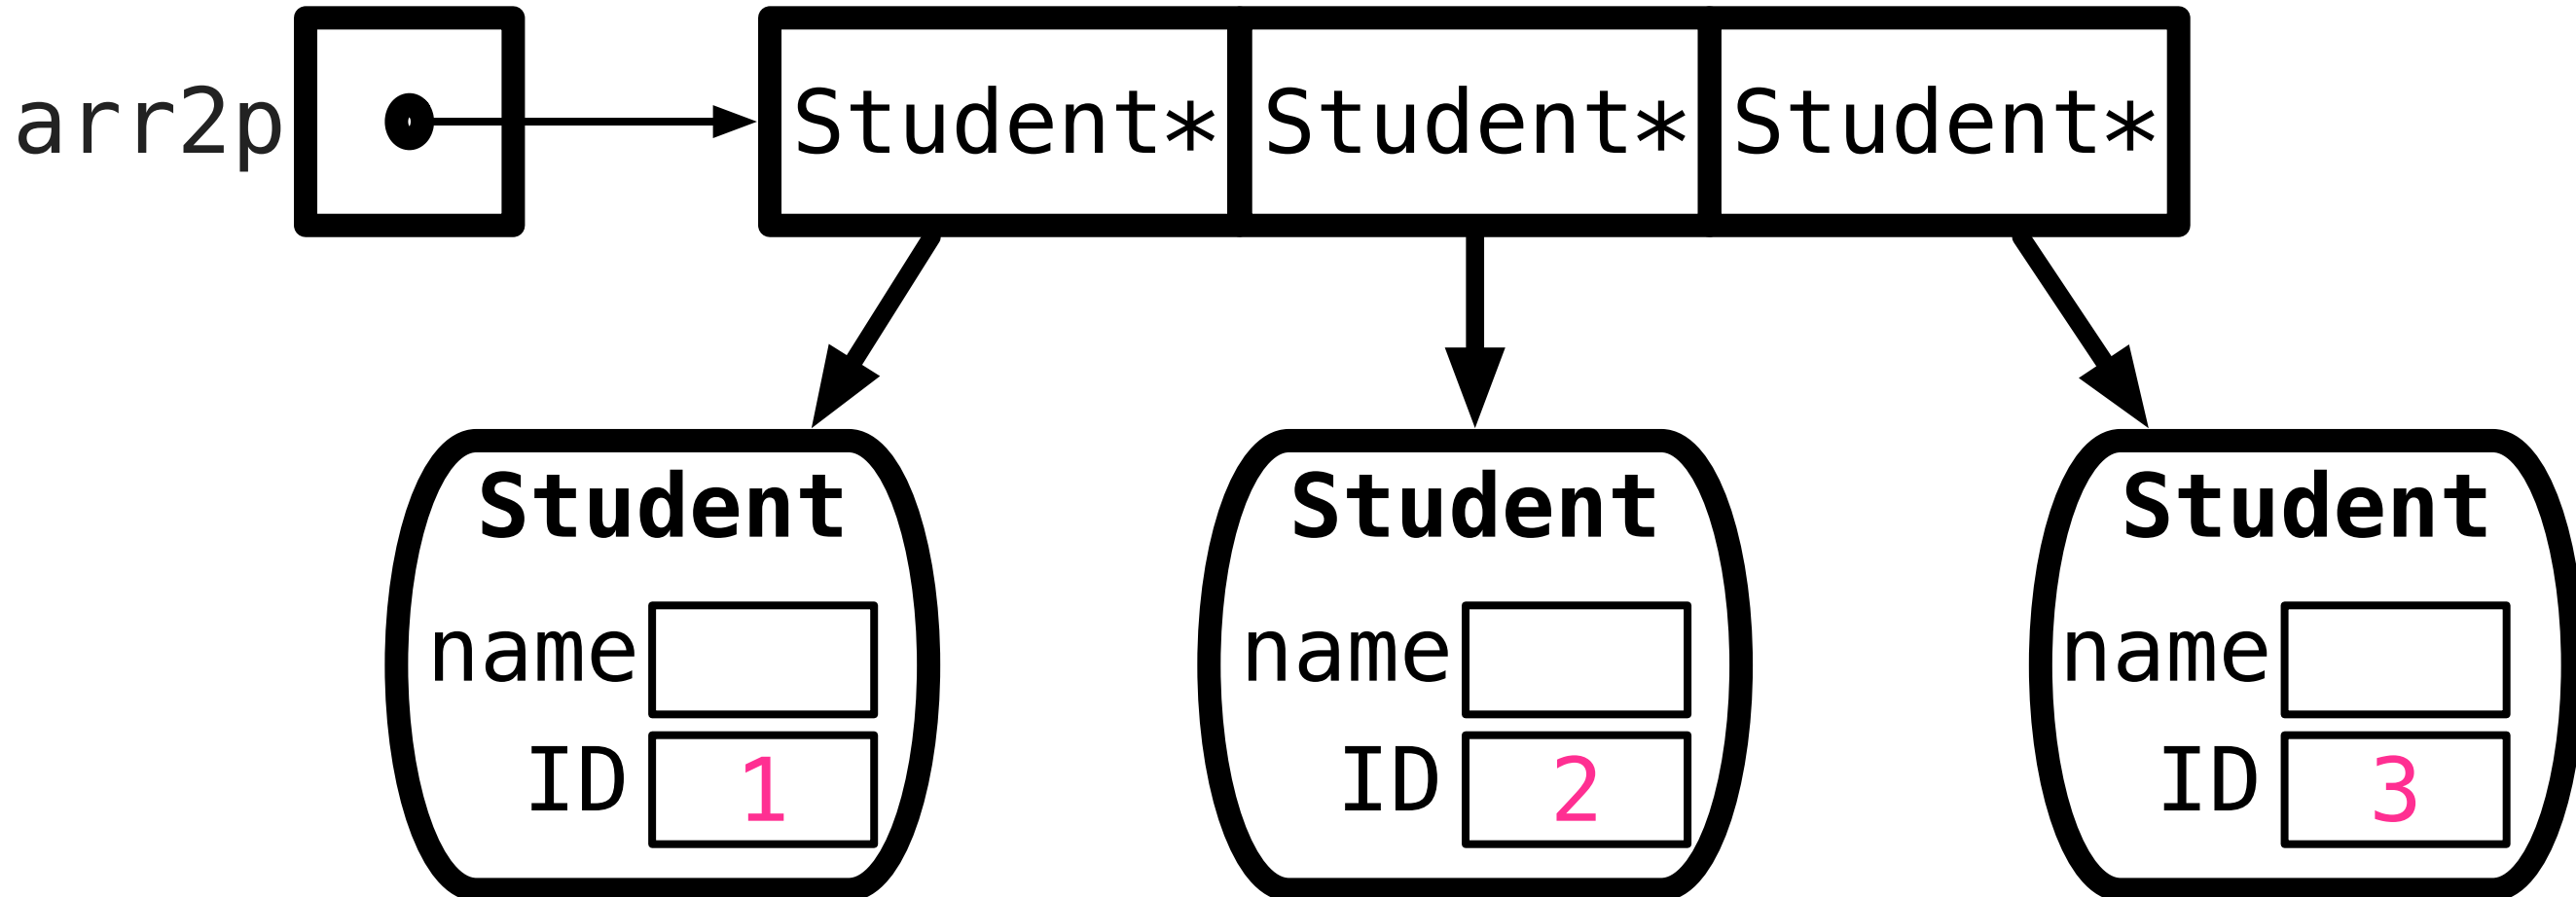 arr2p Student* Student* Student*
Student Student Student
name name name
ID 1 ID 2 ID 3